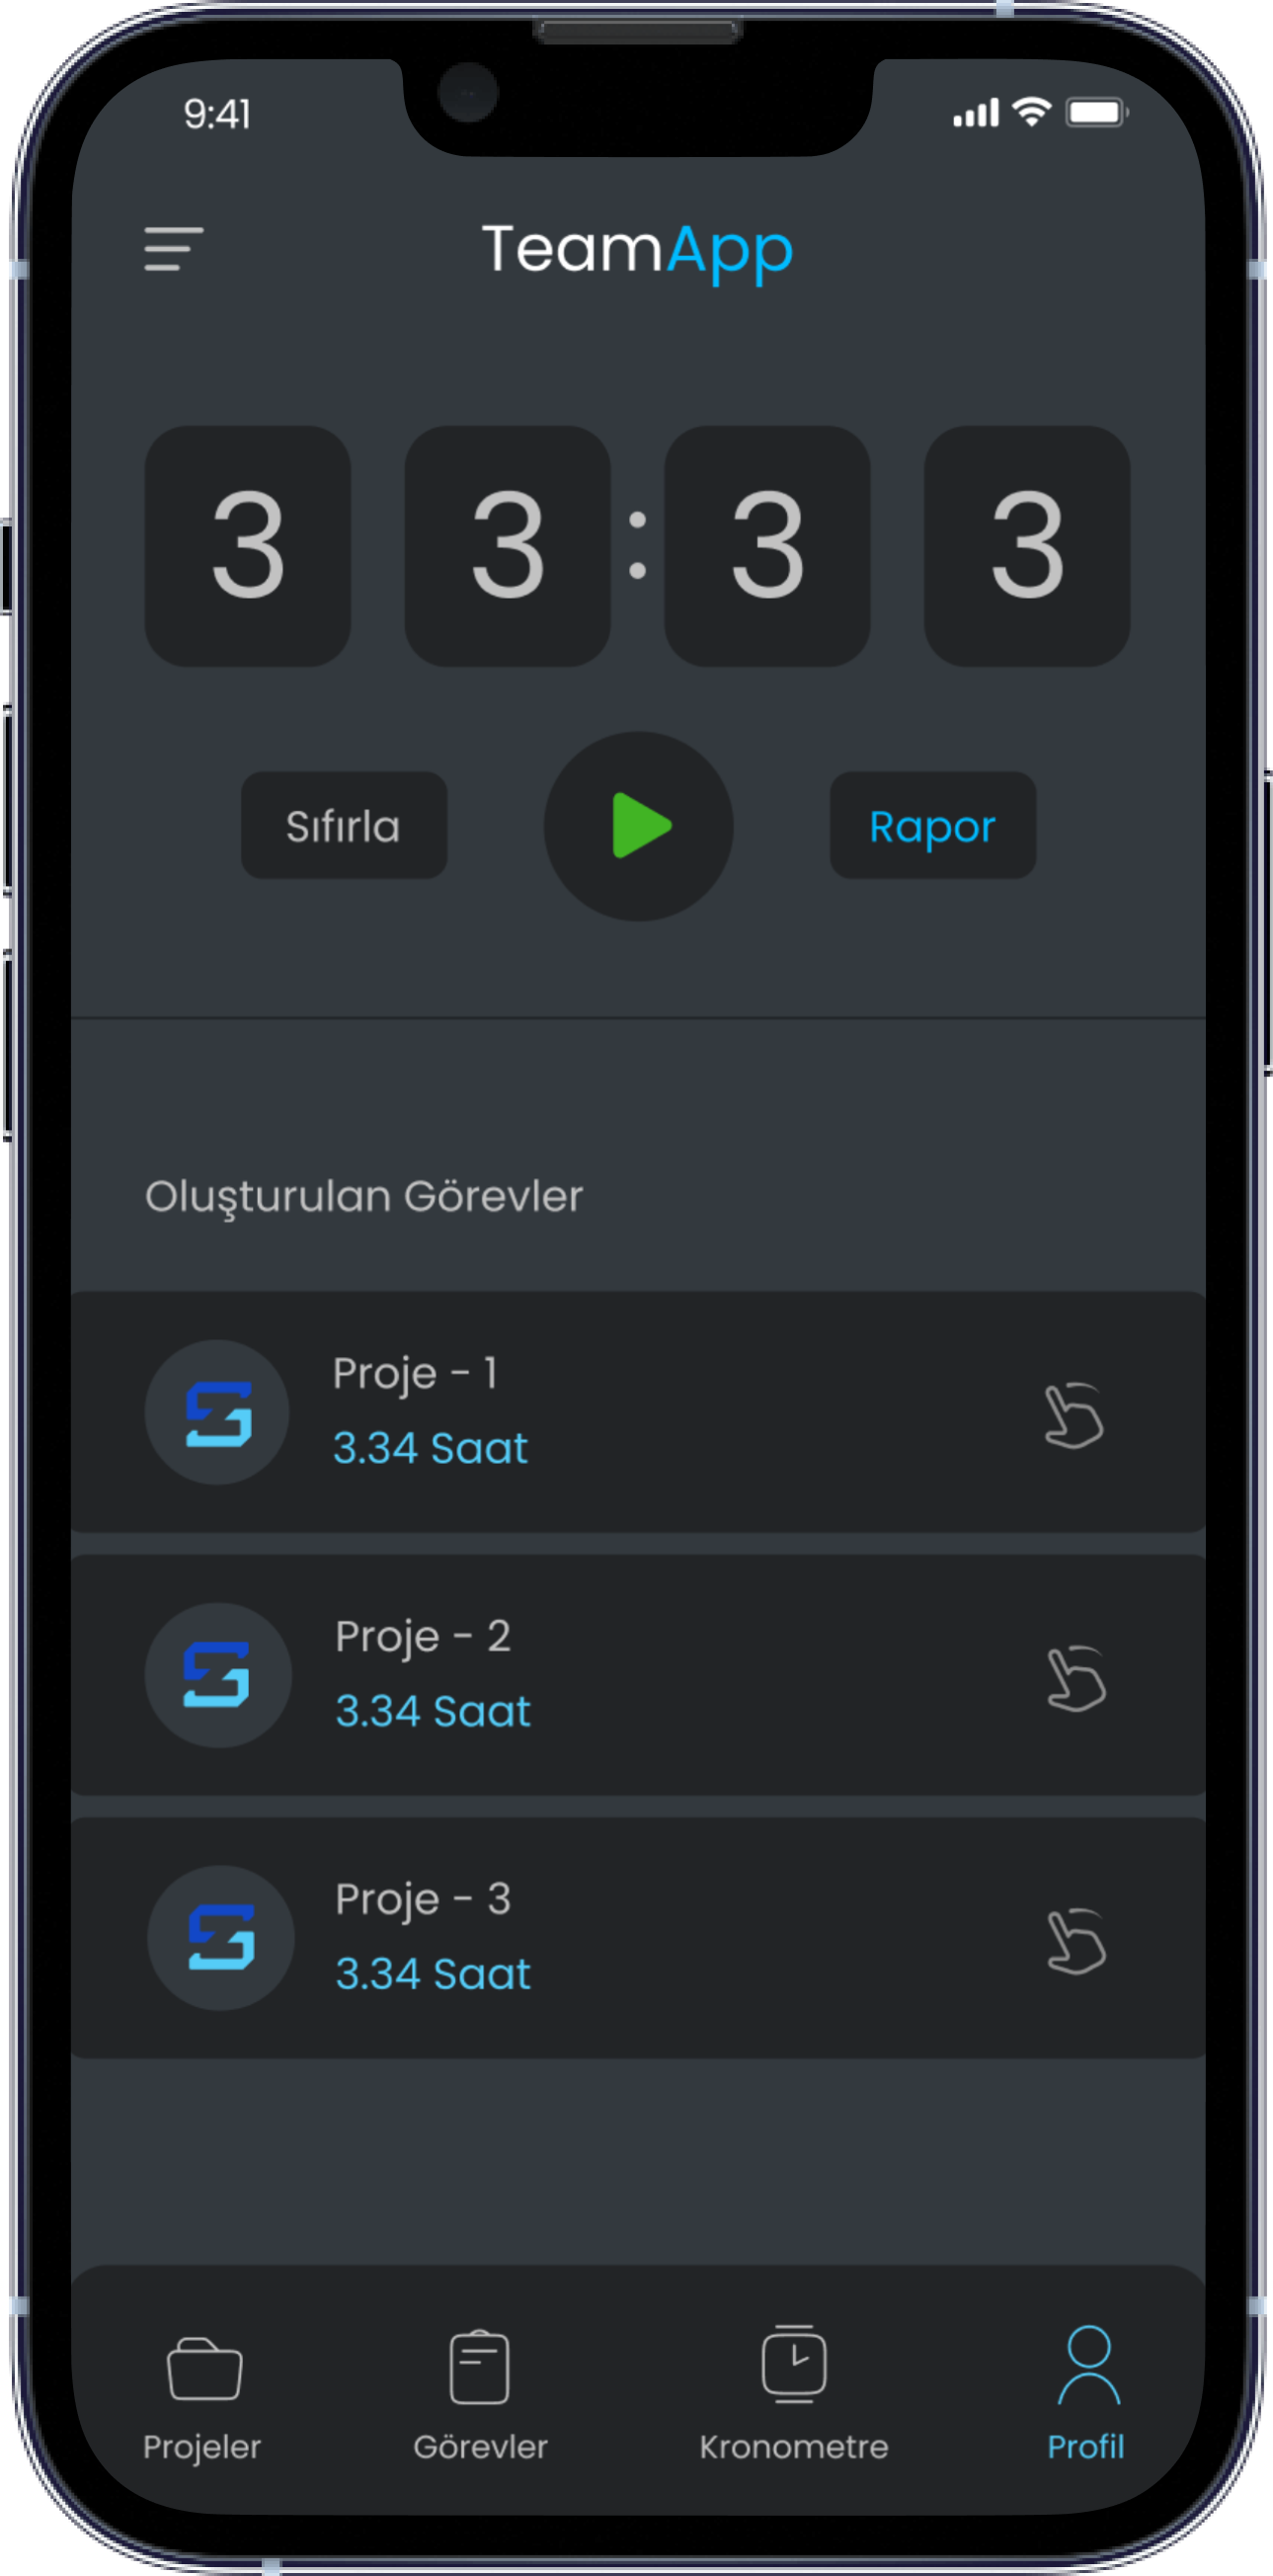 9:41
TeamApp
3 3 : 3 3
Sıfırla
Rapor
Oluşturulan Görevler
Proje - 1
3.34 Saat
Proje - 2
3.34 Saat
Proje - 3
3.34 Saat
Projeler
Görevler
Kronometre
Profil